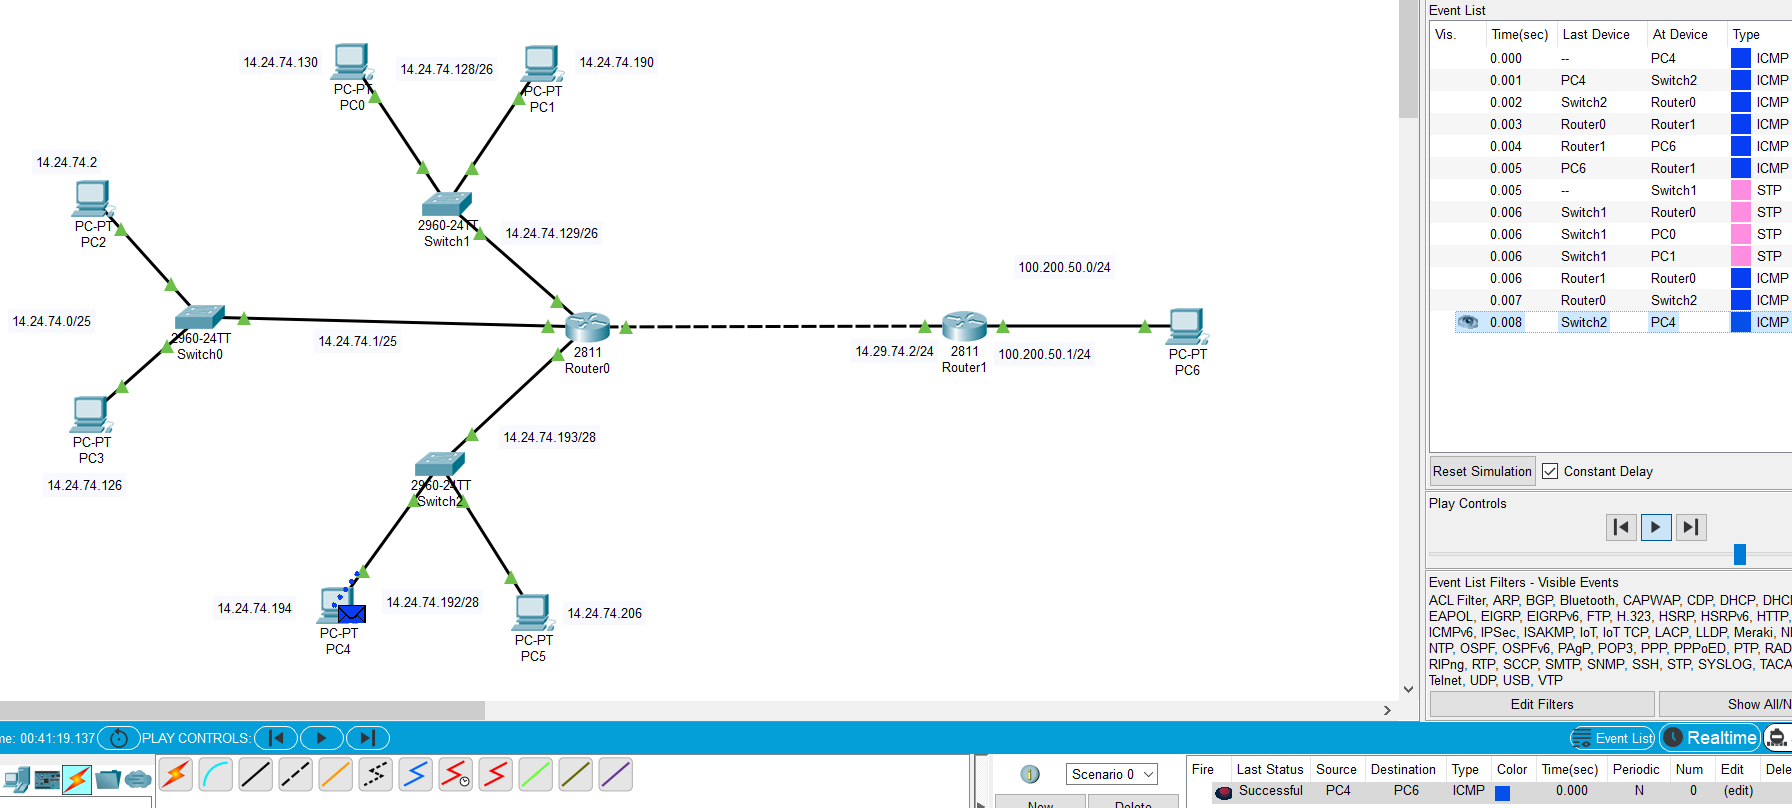 14.24.74.130
14.24.74.128/26
14.24.74.190
PC-PT
PC0
PC-PT
PC1
14.24.74.2
PC-PT
PC2
2960-24TT
Switch1
14.24.74.129/26
14.24.74.0/25
2960-24TT
Switch0
14.24.74.1/25
2811
Router0
14.29.74.2/24
2811
Router1
100.200.50.0/24
100.200.50.1/24
PC-PT
PC6
PC-PT
PC3
14.24.74.126
14.24.74.193/28
2960-24TT
Switch2
14.24.74.194
14.24.74.192/28
14.24.74.206
PC-PT
PC4
PC-PT
PC5
Event List
Vis. Time(sec) Last Device At Device Type
0.000 -- PC4 ICMP
0.001 PC4 Switch2 ICMP
0.002 Switch2 Router0 ICMP
0.003 Router0 Router1 ICMP
0.004 Router1 PC6 ICMP
0.005 PC6 Router1 ICMP
0.005 -- Switch1 STP
0.006 Switch1 Router0 STP
0.006 Switch1 PC0 STP
0.006 Switch1 PC1 STP
0.006 Router1 Router0 ICMP
0.007 Router0 Switch2 ICMP
0.008 Switch2 PC4 ICMP
Reset Simulation Constant Delay
Play Controls
Event List Filters - Visible Events
ACL Filter, ARP, BGP, Bluetooth, CAPWAP, CDP, DHCP,
EAPOL, EIGRP, EIGRPv6, FTP, H.323, HSRP, HSRPv6, HTTP,
ICMPv6, IPSec, ISAKMP, IoT, IoT TCP, LACP, LLDP, Meraki,
NTP, OSPF, OSPFv6, PAgP, POP3, PPP, PPPoED, PTP,
RIPng, RTP, SCCP, SMTP, SNMP, SSH, STP, SYSLOG,
Telnet, UDP, USB, VTP
Edit Filters Show All/N
me: 00:41:19.137 PLAY CONTROLS: Event List Realtime
Scenario 0
New Delete
Fire Last Status Source Destination Type Color Time(sec) Periodic Num Edit
Successful PC4 PC6 ICMP 0.000 N 0 (edit)